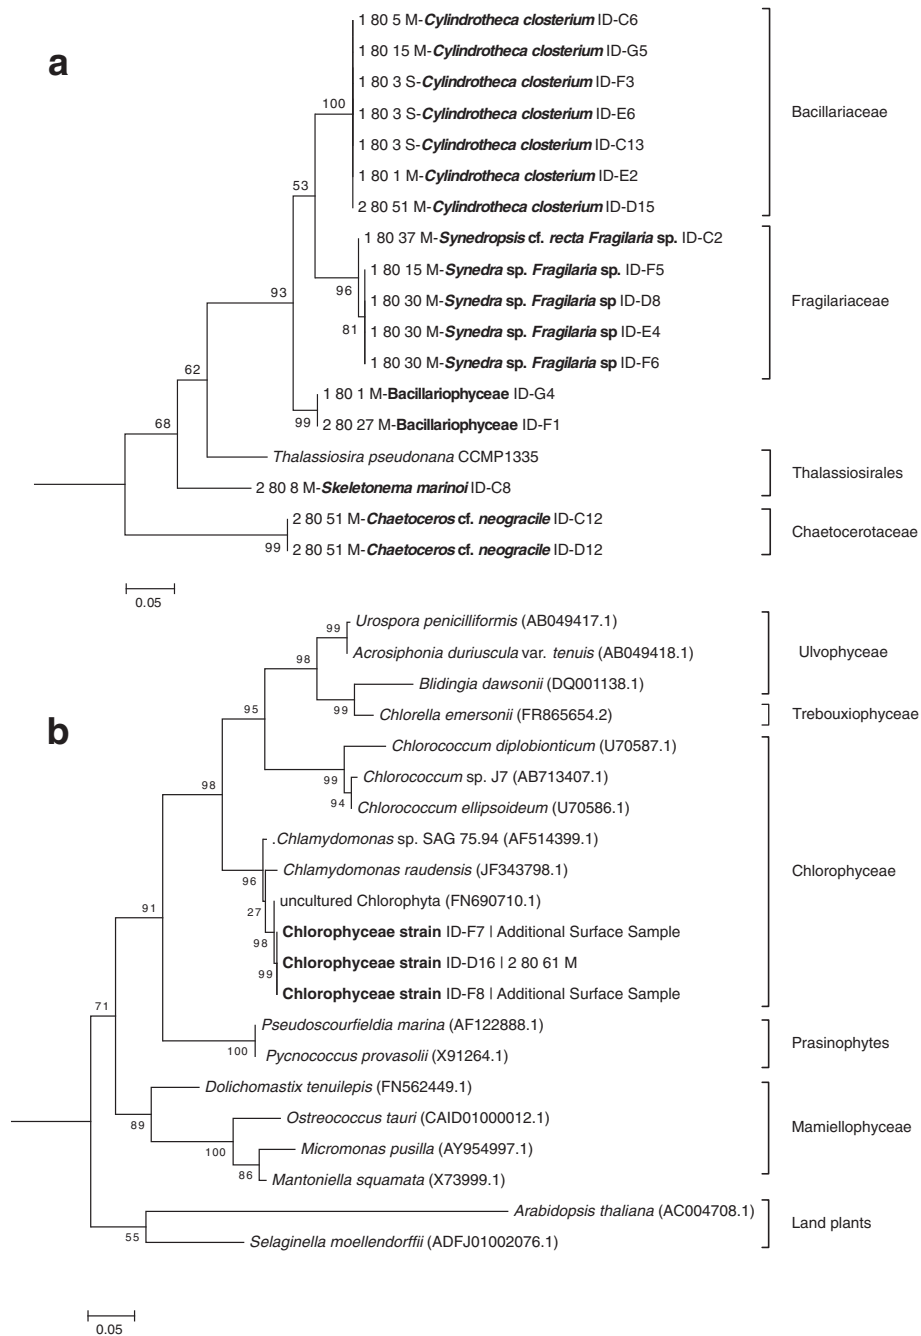 a
1 80 5 M-Cylindrotheca closterium ID-C6
1 80 15 M-Cylindrotheca closterium ID-G5
1 80 3 S-Cylindrotheca closterium ID-F3
1 80 3 S-Cylindrotheca closterium ID-E6
1 80 3 S-Cylindrotheca closterium ID-C13
1 80 1 M-Cylindrotheca closterium ID-E2
2 80 51 M-Cylindrotheca closterium ID-D15
100
Bacillariaceae
53
1 80 37 M-Synedropsis cf. recta Fragilaria sp. ID-C2
1 80 15 M-Synedra sp. Fragilaria sp. ID-F5
1 80 30 M-Synedra sp. Fragilaria sp ID-D8
1 80 30 M-Synedra sp. Fragilaria sp ID-E4
1 80 30 M-Synedra sp. Fragilaria sp ID-F6
96
81
Fragilariaceae
93
1 80 1 M-Bacillariophyceae ID-G4
2 80 27 M-Bacillariophyceae ID-F1
99
62
68
Thalassiosira pseudonana CCMP1335
2 80 8 M-Skeletonema marinoi ID-C8
Thalassiosirales
2 80 51 M-Chaetoceros cf. neogracile ID-C12
2 80 51 M-Chaetoceros cf. neogracile ID-D12
99
Chaetocerotaceae
0.05
b
Urospora penicilliformis (AB049417.1)
Acrosiphonia duriuscula var. tenuis (AB049418.1)
Blidingia dawsonii (DQ001138.1)
99
98
Ulvophyceae
Chlorella emersonii (FR865654.2)
99
Trebouxiophyceae
95
Chlorococcum diplobionticum (U70587.1)
Chlorococcum sp. J7 (AB713407.1)
Chlorococcum ellipsoideum (U70586.1)
99
94
98
.Chlamydomonas sp. SAG 75.94 (AF514399.1)
Chlamydomonas raudensis (JF343798.1)
uncultured Chlorophyta (FN690710.1)
Chlorophyceae strain ID-F7 | Additional Surface Sample
Chlorophyceae strain ID-D16 | 2 80 61 M
Chlorophyceae strain ID-F8 | Additional Surface Sample
96
27
98
99
Chlorophyceae
91
Pseudoscourfieldia marina (AF122888.1)
Pycnococcus provasolii (X91264.1)
100
Prasinophytes
71
Dolichomastix tenuilepis (FN562449.1)
Ostreococcus tauri (CAID01000012.1)
Micromonas pusilla (AY954997.1)
Mantoniella squamata (X73999.1)
89
100
86
Mamiellophyceae
Arabidopsis thaliana (AC004708.1)
Selaginella moellendorffii (ADFJ01002076.1)
55
Land plants
0.05